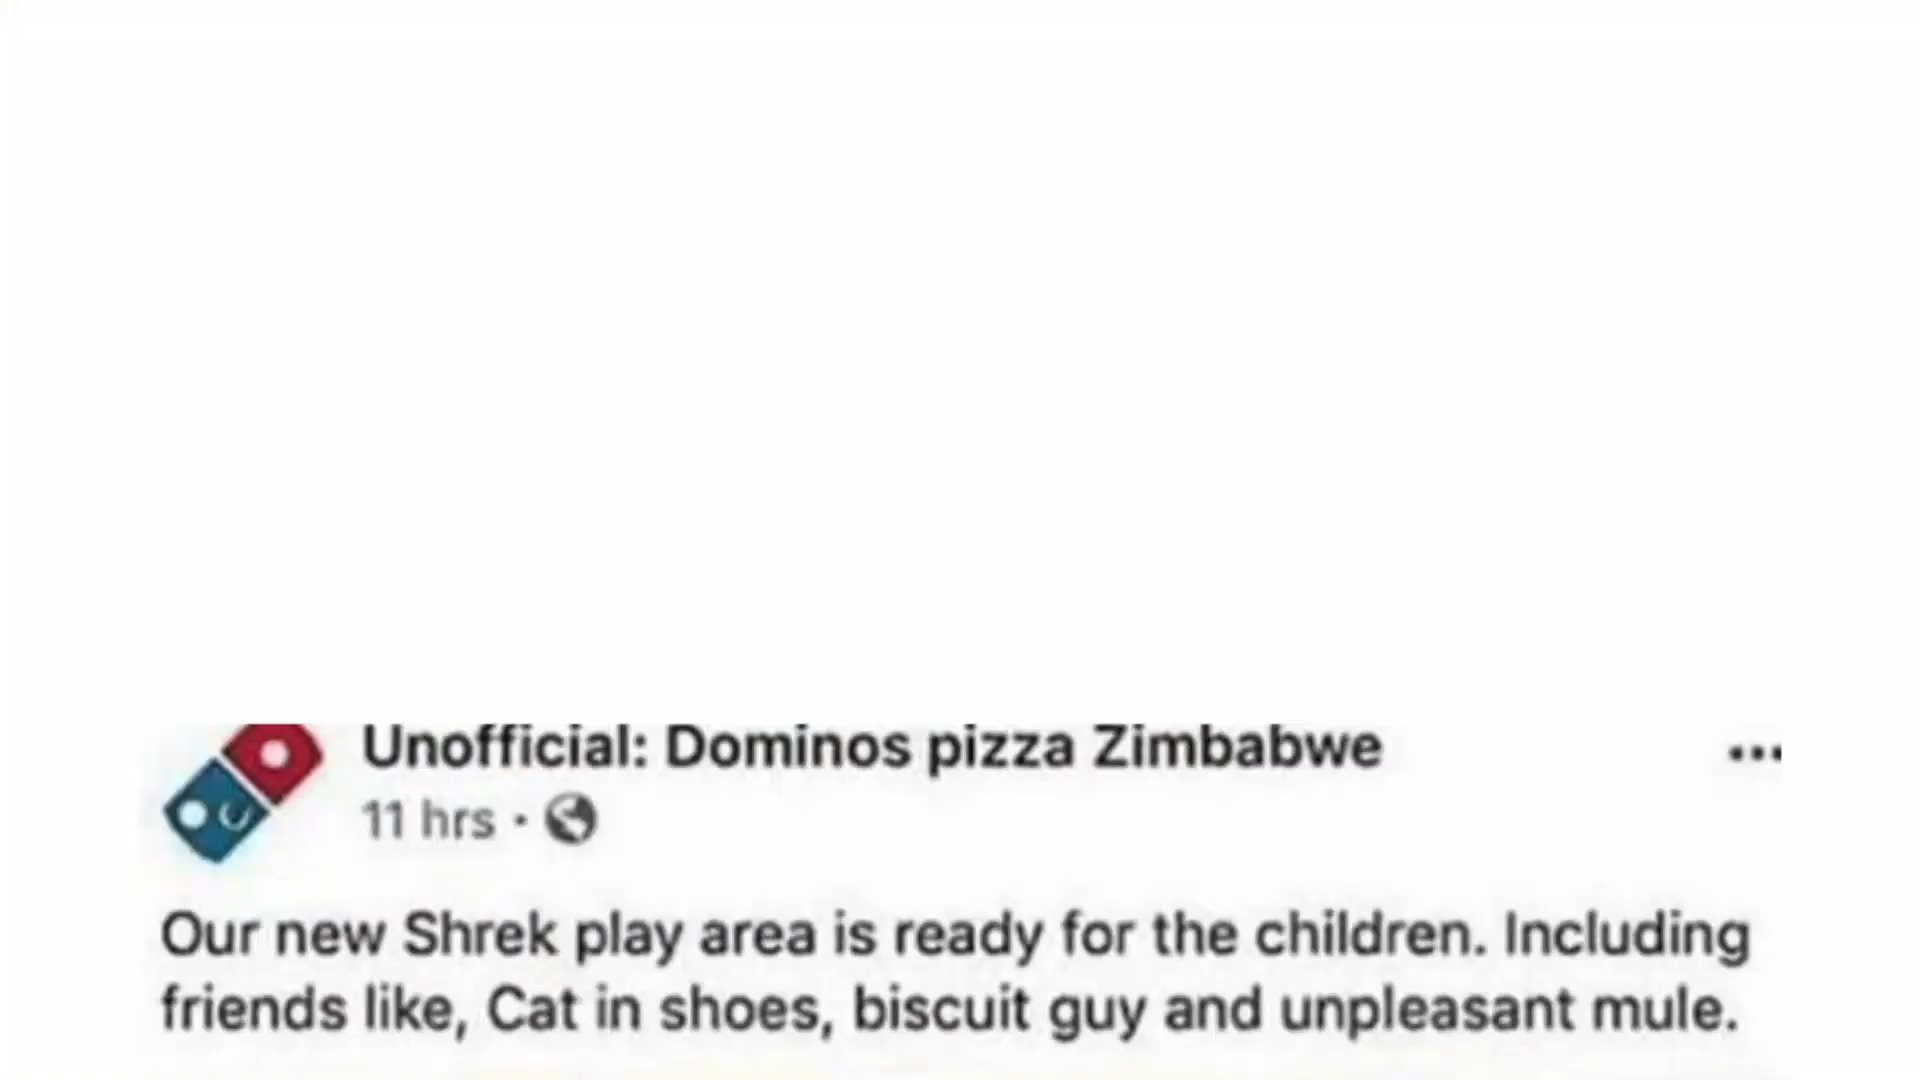 Unofficial: Dominos pizza Zimbabwe ...
11 hrs ·
Our new Shrek play area is ready for the children. Including
friends like, Cat in shoes, biscuit guy and unpleasant mule.